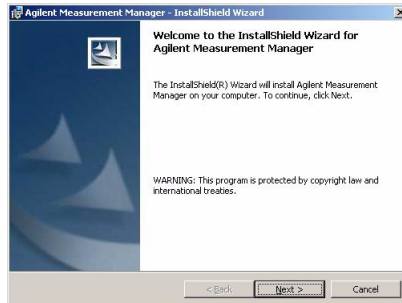 Agilent Measurement Manager - InstallShield Wizard
Welcome to the InstallShield Wizard for
Agilent Measurement Manager
The InstallShield(R) Wizard will install Agilent Measurement
Manager on your computer. To continue, click Next.
WARNING: This program is protected by copyright law and
international treaties.
< Back Next > Cancel